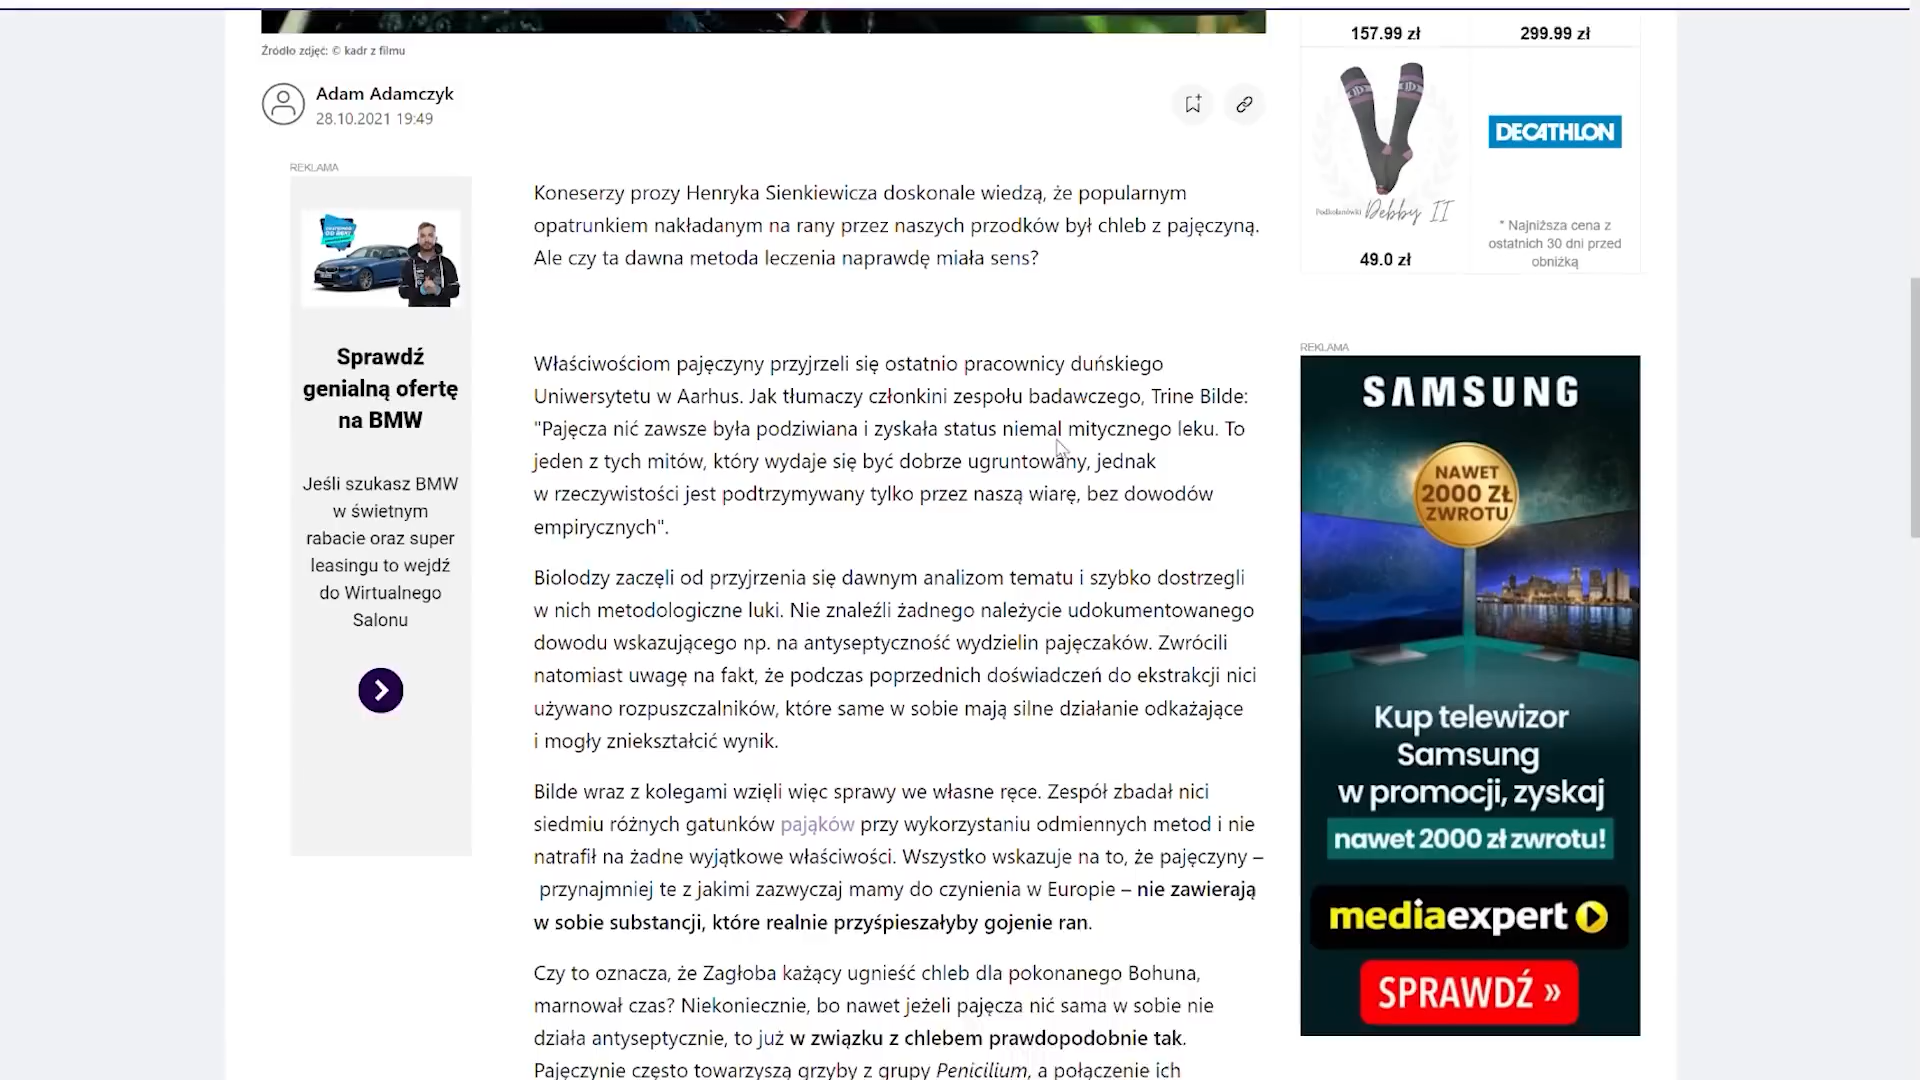 Źródło zdjęć: © kadr z filmu
Adam Adamczyk
28.10.2021 19:49
REKLAMA
Sprawdź
genialną ofertę
na BMW
Jeśli szukasz BMW
w świetnym
rabacie oraz super
leasingu to wejdź
do Wirtualnego
Salonu
Koneserzy prozy Henryka Sienkiewicza doskonale wiedzą, że popularnym
opatrunkiem nakładanym na rany przez naszych przodków był chleb z pajęczyną.
Ale czy ta dawna metoda leczenia naprawdę miała sens?
Właściwościom pajęczyny przyjrzeli się ostatnio pracownicy duńskiego
Uniwersytetu w Aarhus. Jak tłumaczy członkini zespołu badawczego, Trine Bilde:
"Pajęcza nić zawsze była podziwiana i zyskała status niemal mitycznego leku. To
jeden z tych mitów, który wydaje się być dobrze ugruntowany, jednak
w rzeczywistości jest podtrzymywany tylko przez naszą wiarę, bez dowodów
empirycznych".
Biolodzy zaczęli od przyjrzenia się dawnym analizom tematu i szybko dostrzegli
w nich metodologiczne luki. Nie znaleźli żadnego należycie udokumentowanego
dowodu wskazującego np. na antyseptyczność wydzielin pajęczaków. Zwrócili
natomiast uwagę na fakt, że podczas poprzednich doświadczeń do ekstrakcji nici
używano rozpuszczalników, które same w sobie mają silne działanie odkażające
i mogły zniekształcić wynik.
Bilde wraz z kolegami wzięli więc sprawy we własne ręce. Zespół zbadał nici
siedmiu różnych gatunków pająków przy wykorzystaniu odmiennych metod i nie
natrafił na żadne wyjątkowe właściwości. Wszystko wskazuje na to, że pajęczyny –
przynajmniej te z jakimi zazwyczaj mamy do czynienia w Europie – nie zawierają
w sobie substancji, które realnie przyśpieszałyby gojenie ran.
Czy to oznacza, że Zagłoba każący ugnieść chleb dla pokonanego Bohuna,
marnował czas? Niekoniecznie, bo nawet jeżeli pajęcza nić sama w sobie nie
działa antyseptycznie, to już w związku z chlebem prawdopodobnie tak.
Pajęczynie często towarzyszą grzyby z grupy Penicilium, a połączenie ich
157.99 zł
299.99 zł
Podkolanówki Debby II
49.0 zł
DECATHLON
* Najniższa cena z
ostatnich 30 dni przed
obniżką
REKLAMA
SAMSUNG
NAWET
2000 ZŁ
ZWROTU
Kup telewizor
Samsung
w promocji, zyskaj
nawet 2000 zł zwrotu!
mediaexpert
SPRAWDŹ »